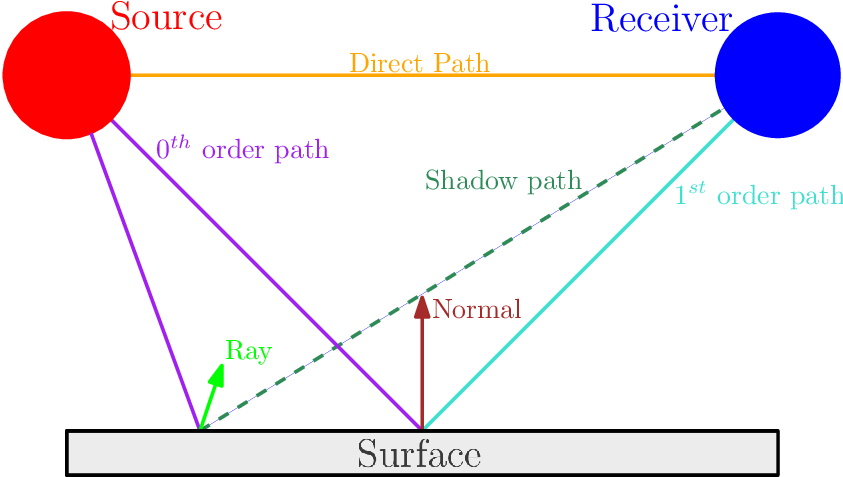 Source
Receiver
Direct Path
0^{th} order path
Shadow path
1^{st} order path
Normal
Ray
Surface